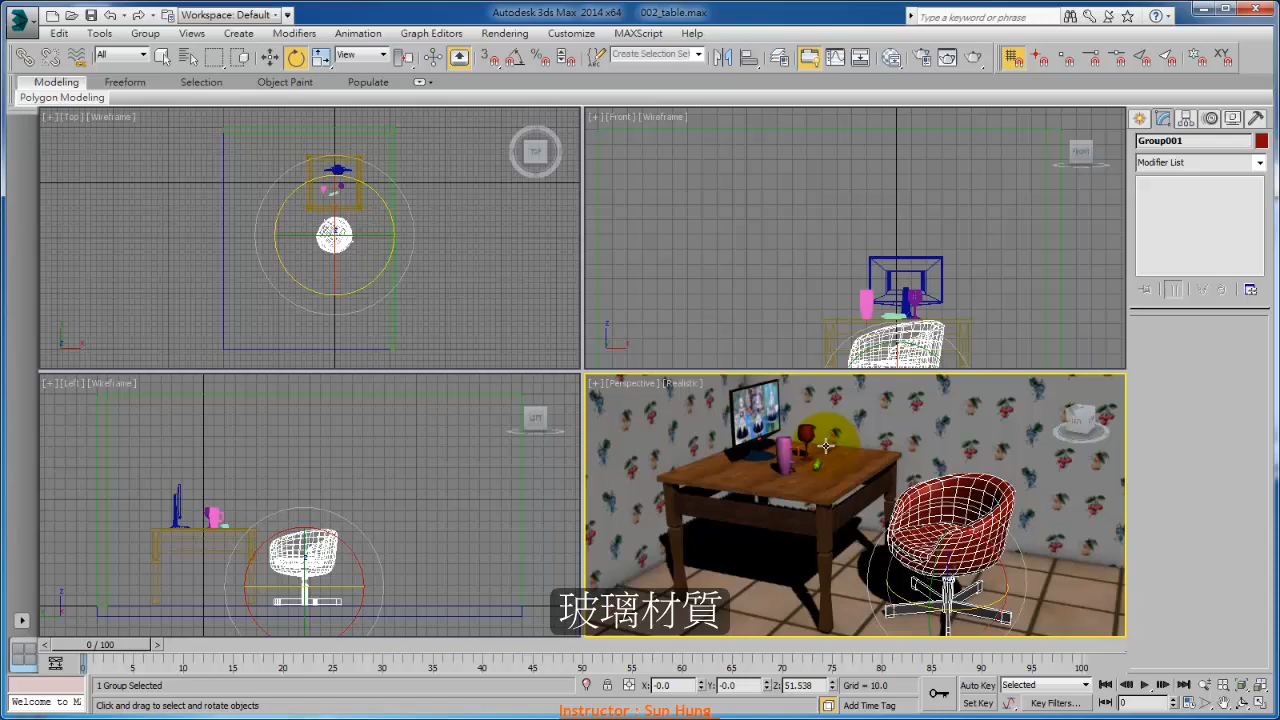 Workspace: Default
Autodesk 3ds Max 2014 x64 002_table.max
Type a keyword or phrase
Edit Tools Group Views Create Modifiers Animation Graph Editors Rendering Customize MAXScript Help
All
View
Create Selection Se
Modeling Freeform Selection Object Paint Populate
Polygon Modeling
[+][Top][Wireframe]
TOP
[+][Front][Wireframe]
FRONT
Group001
Modifier List
[+][Left][Wireframe]
LEFT
[+][Perspective][Realistic]
玻璃材質
0 / 100
0 5 10 15 20 25 30 35 40 45 50 55 60 65 70 75 80 85 90 95 100
1 Group Selected
X: -0.0 Y: -0.0 Z: 51.538 Grid = 10.0
Auto Key Selected
Welcome to M
Click and drag to select and rotate objects
Add Time Tag
Set Key Key Filters...
0
Instructor : Sun Hung